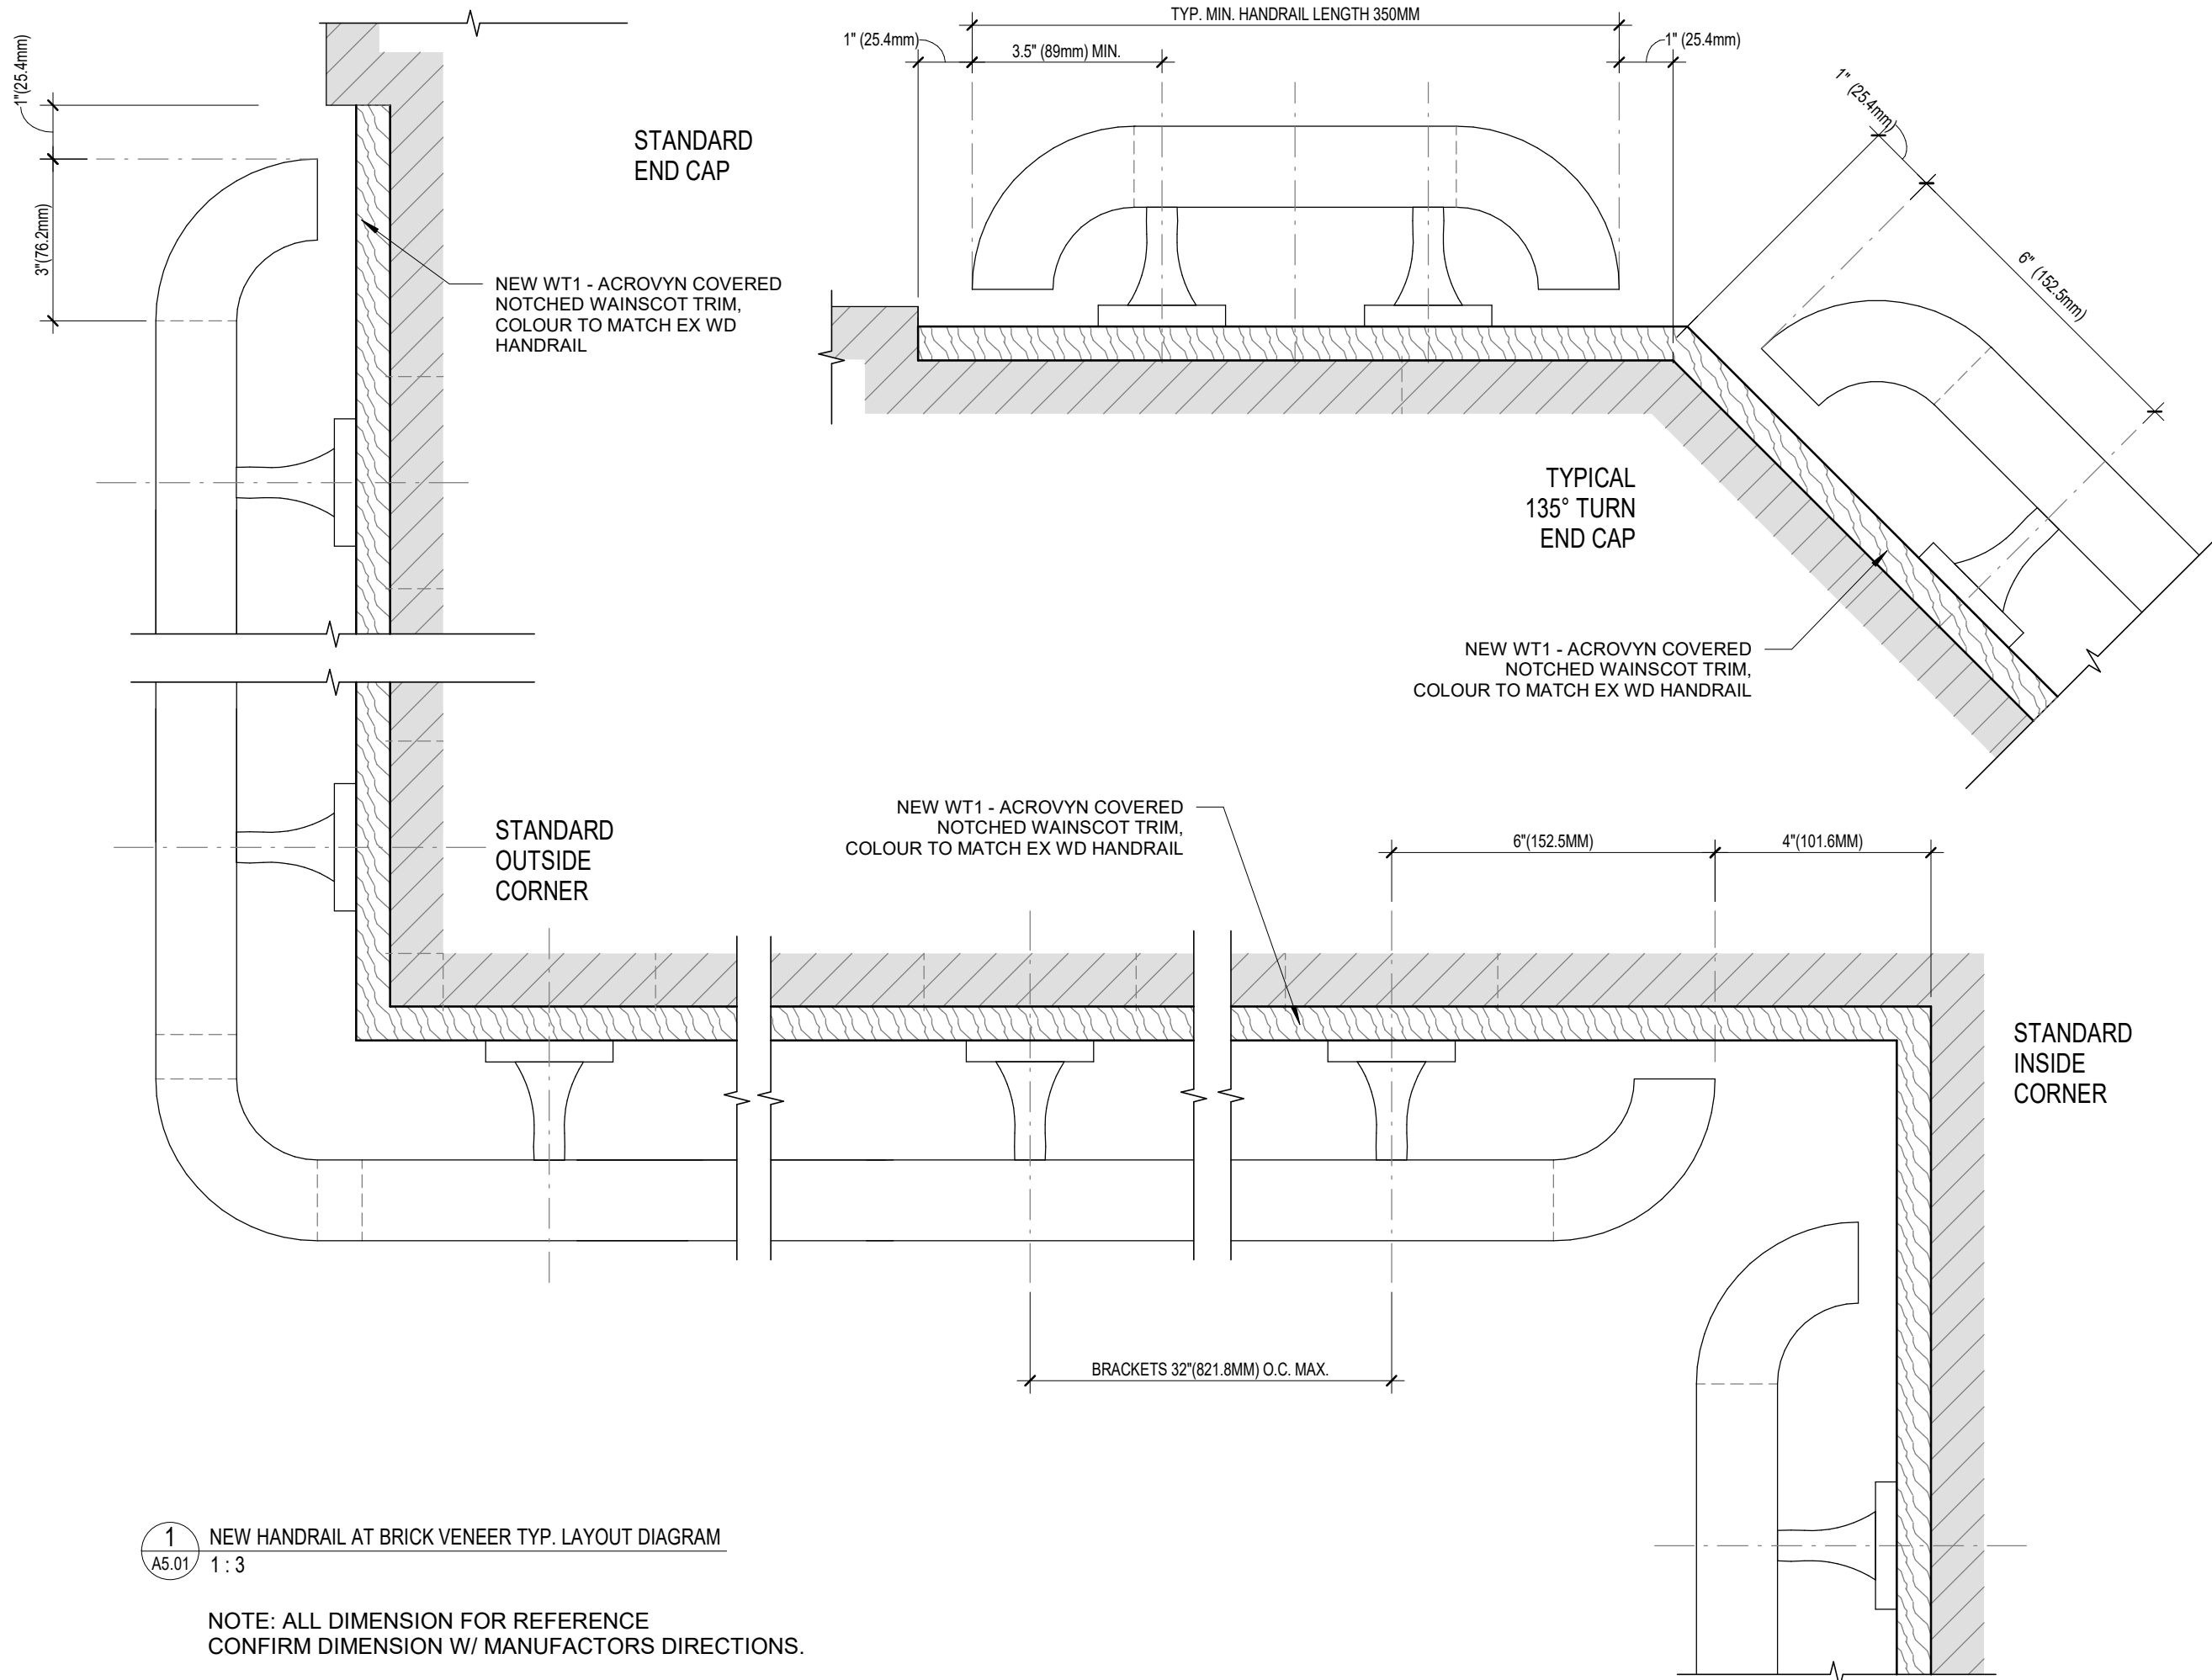 TYP. MIN. HANDRAIL LENGTH 350MM
1" (25.4mm)
3.5" (89mm) MIN.
1" (25.4mm)
1" (25.4mm)
6" (152.5mm)
1"(25.4mm)
3"(76.2mm)
STANDARD
END CAP
NEW WT1 - ACROVYN COVERED
NOTCHED WAINSCOT TRIM,
COLOUR TO MATCH EX WD
HANDRAIL
TYPICAL
135° TURN
END CAP
NEW WT1 - ACROVYN COVERED
NOTCHED WAINSCOT TRIM,
COLOUR TO MATCH EX WD HANDRAIL
STANDARD
OUTSIDE
CORNER
NEW WT1 - ACROVYN COVERED
NOTCHED WAINSCOT TRIM,
COLOUR TO MATCH EX WD HANDRAIL
6"(152.5MM)
4"(101.6MM)
STANDARD
INSIDE
CORNER
BRACKETS 32"(821.8MM) O.C. MAX.
1
A5.01
NEW HANDRAIL AT BRICK VENEER TYP. LAYOUT DIAGRAM
1 : 3
NOTE: ALL DIMENSION FOR REFERENCE
CONFIRM DIMENSION W/ MANUFACTORS DIRECTIONS.